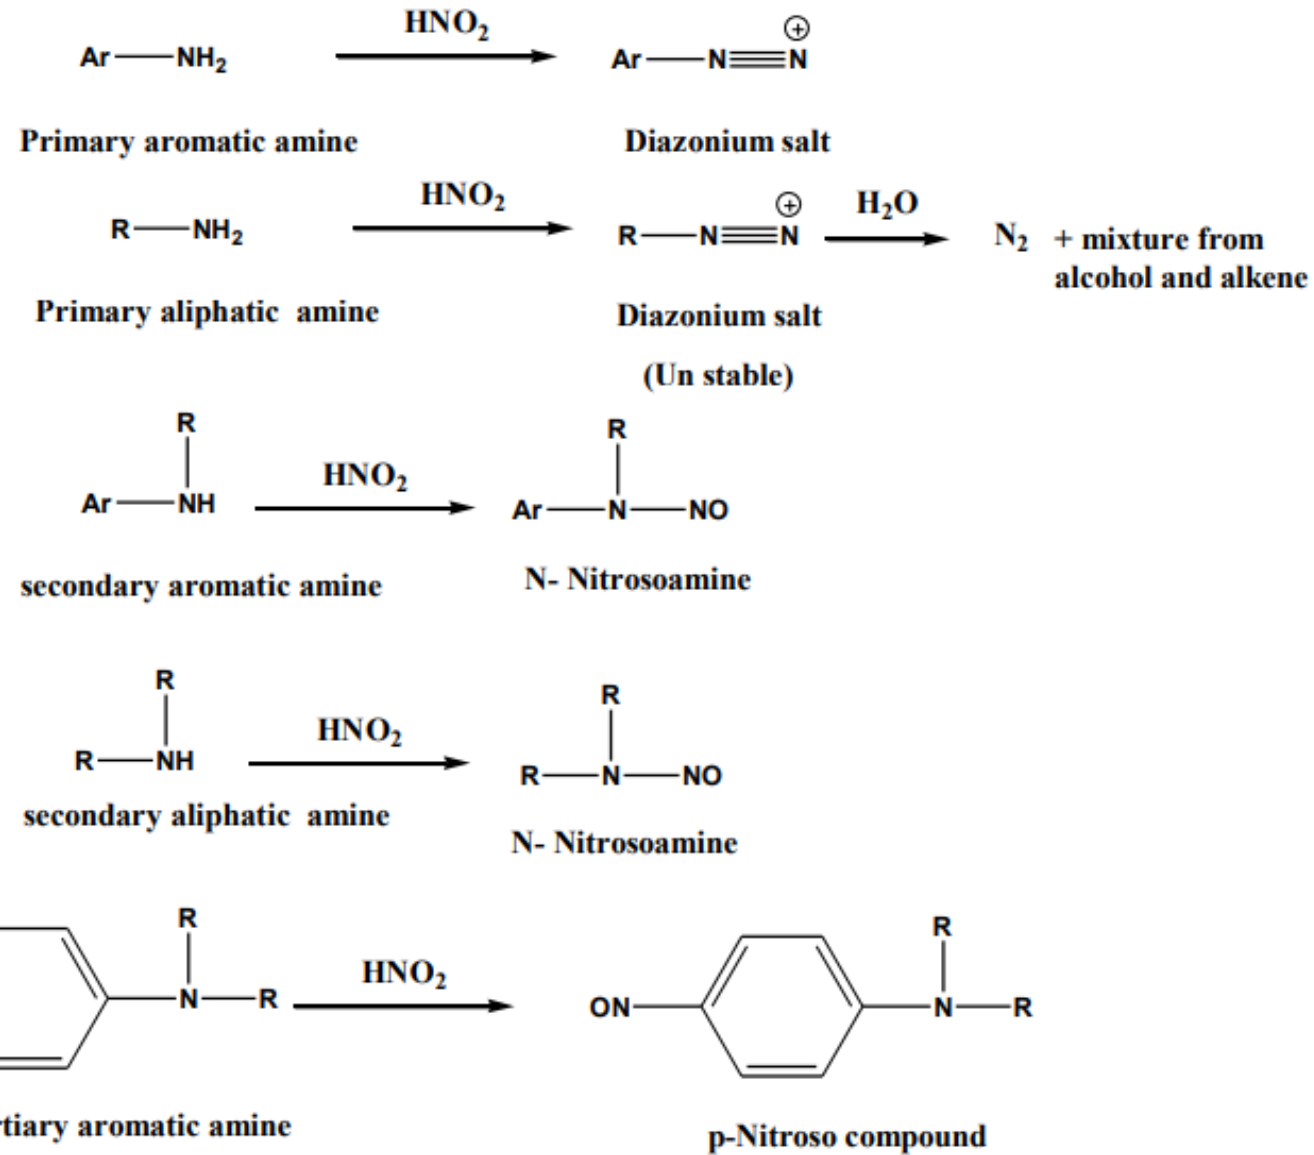 HNO2
Ar NH2 Ar N N
Primary aromatic amine Diazonium salt
HNO2 H2O
R NH2 R N N N2 + mixture from
alcohol and alkene
Primary aliphatic amine Diazonium salt
(Un stable)
R R
HNO2
Ar NH Ar N NO
secondary aromatic amine N- Nitrosoamine
R R
HNO2
R NH R N NO
secondary aliphatic amine N- Nitrosoamine
R R
HNO2
N R ON N R
rtiary aromatic amine p-Nitroso compound